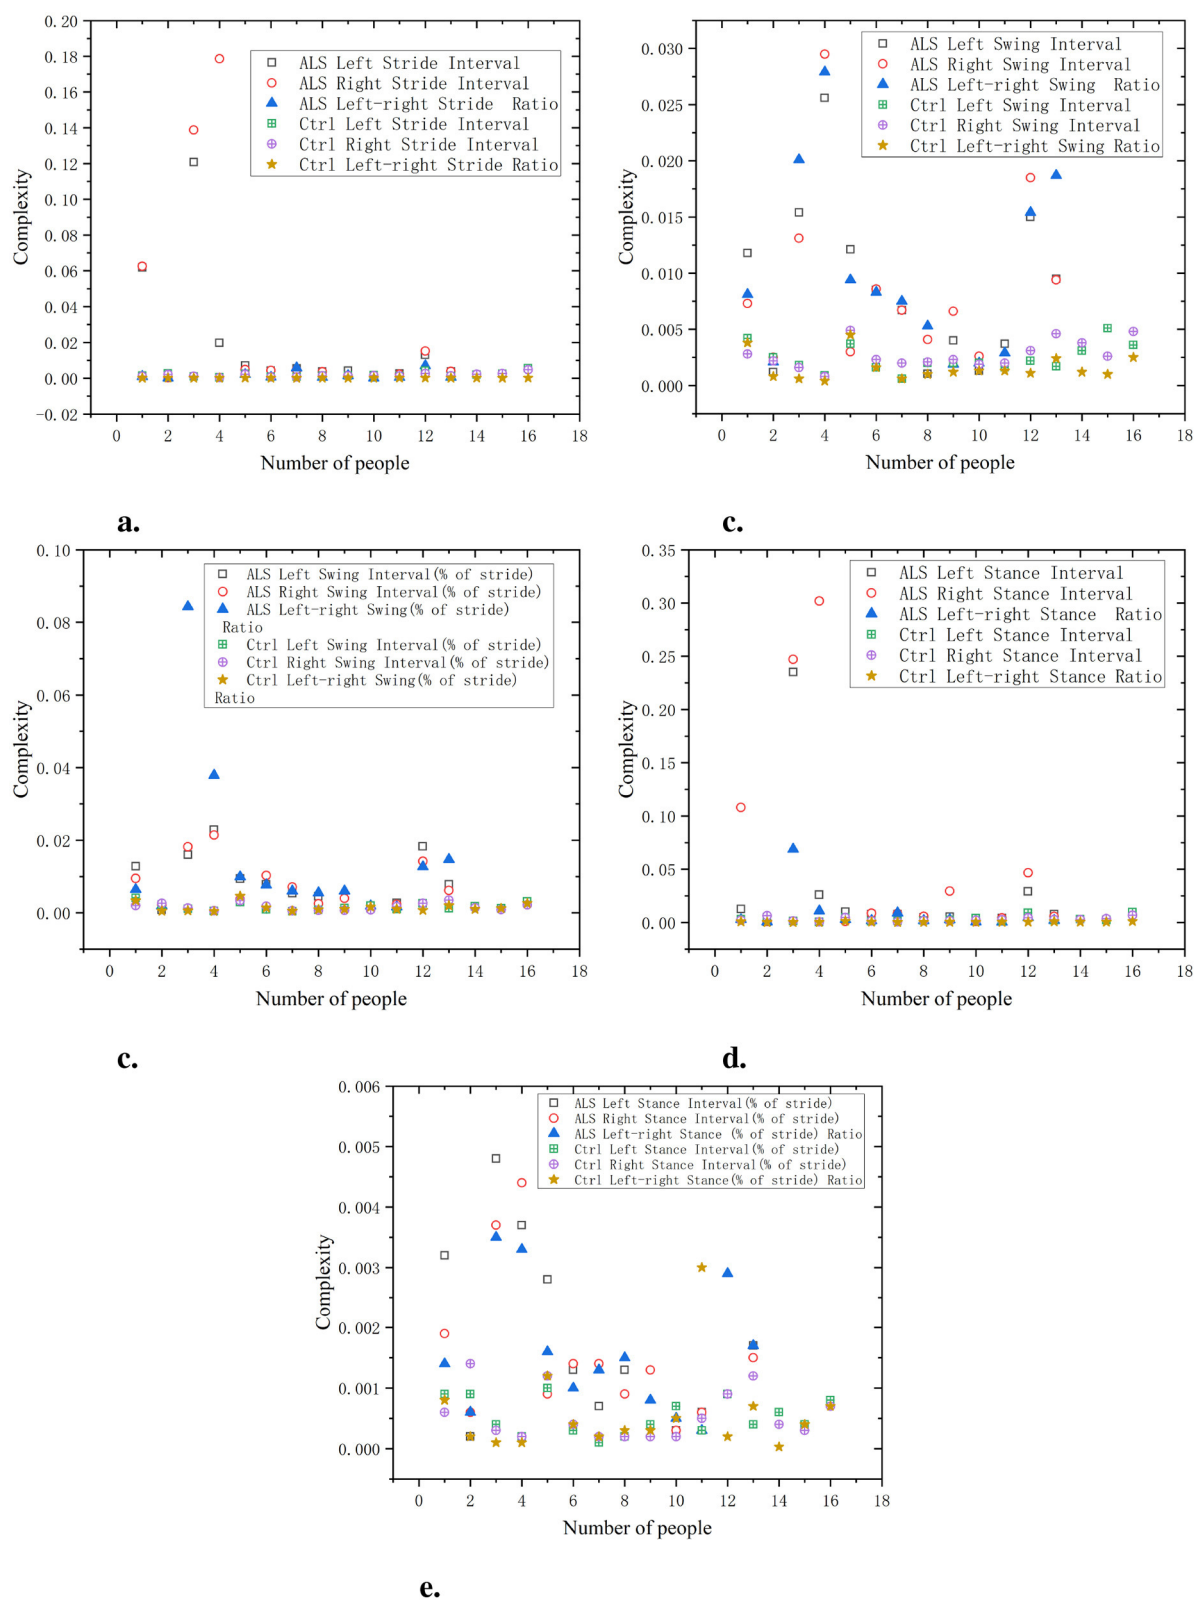 0.20
0.18
0.16
0.14
0.12
0.10
0.08
0.06
0.04
0.02
0.00
-0.02
Complexity
ALS Left Stride Interval
ALS Right Stride Interval
ALS Left-right Stride Ratio
Ctrl Left Stride Interval
Ctrl Right Stride Interval
Ctrl Left-right Stride Ratio
0 2 4 6 8 10 12 14 16 18
Number of people
a.
0.030
0.025
0.020
0.015
0.010
0.005
0.000
Complexity
ALS Left Swing Interval
ALS Right Swing Interval
ALS Left-right Swing Ratio
Ctrl Left Swing Interval
Ctrl Right Swing Interval
Ctrl Left-right Swing Ratio
0 2 4 6 8 10 12 14 16 18
Number of people
c.
0.10
0.08
0.06
0.04
0.02
0.00
Complexity
ALS Left Swing Interval(% of stride)
ALS Right Swing Interval(% of stride)
ALS Left-right Swing(% of stride)
Ratio
Ctrl Left Swing Interval(% of stride)
Ctrl Right Swing Interval(% of stride)
Ctrl Left-right Swing(% of stride)
Ratio
0 2 4 6 8 10 12 14 16 18
Number of people
c.
0.35
0.30
0.25
0.20
0.15
0.10
0.05
0.00
Complexity
ALS Left Stance Interval
ALS Right Stance Interval
ALS Left-right Stance Ratio
Ctrl Left Stance Interval
Ctrl Right Stance Interval
Ctrl Left-right Stance Ratio
0 2 4 6 8 10 12 14 16 18
Number of people
d.
0.006
0.005
0.004
0.003
0.002
0.001
0.000
Complexity
ALS Left Stance Interval(% of stride)
ALS Right Stance Interval(% of stride)
ALS Left-right Stance (% of stride) Ratio
Ctrl Left Stance Interval(% of stride)
Ctrl Right Stance Interval(% of stride)
Ctrl Left-right Stance(% of stride) Ratio
0 2 4 6 8 10 12 14 16 18
Number of people
e.